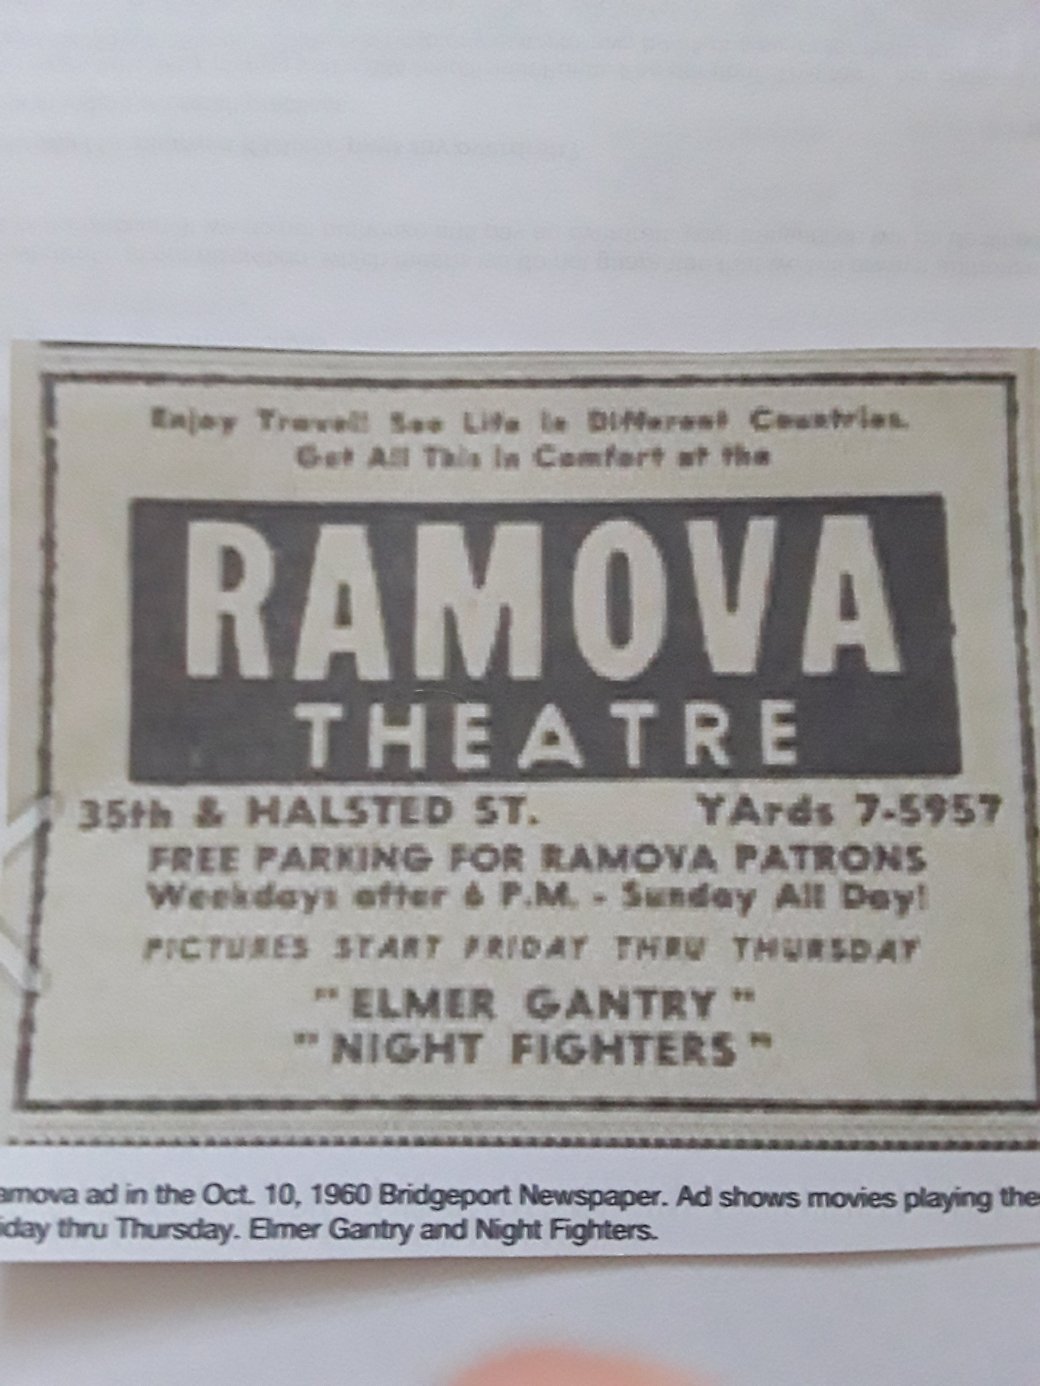 Enjoy Travel! See Life in Different Countries.
Get All This in Comfort at the
RAMOVA
THEATRE
35th & HALSTED ST. YArds 7-5957
FREE PARKING FOR RAMOVA PATRONS
Weekdays after 6 P.M. - Sunday All Day!
PICTURES START FRIDAY THRU THURSDAY
"ELMER GANTRY"
"NIGHT FIGHTERS"
amova ad in the Oct. 10, 1960 Bridgeport Newspaper. Ad shows movies playing the
iday thru Thursday. Elmer Gantry and Night Fighters.